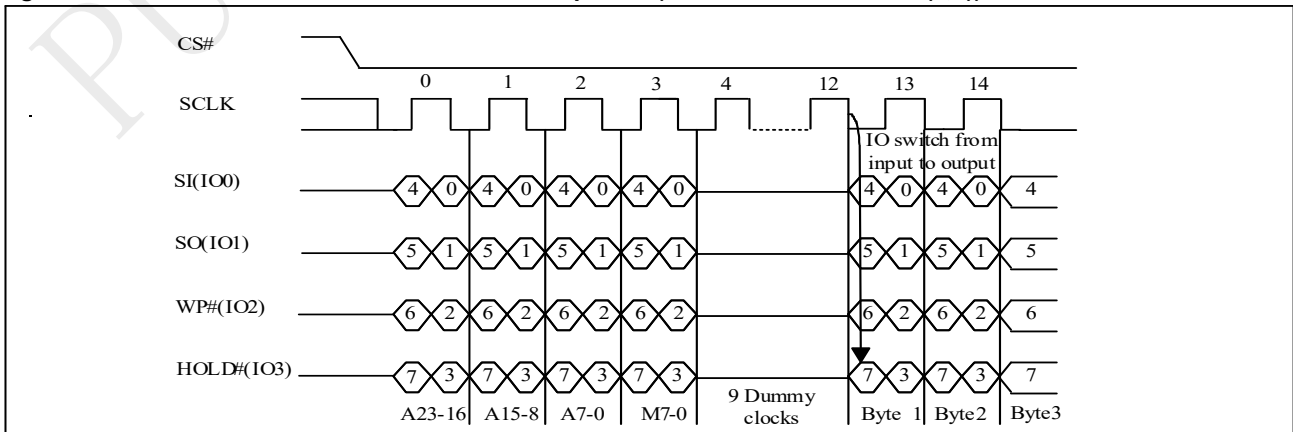 CS#
0 1 2 3 4 12 13 14
SCLK
IO switch from
input to output
SI(IO0) 4 0 4 0 4 0 4 0 4 0 4 0 4
SO(IO1) 5 1 5 1 5 1 5 1 5 1 5 1 5
WP#(IO2) 6 2 6 2 6 2 6 2 6 2 6 2 6
HOLD#(IO3) 7 3 7 3 7 3 7 3 7 3 7 3 7
9 Dummy
clocks
A23-16 A15-8 A7-0 M7-0 Byte 1 Byte2 Byte3